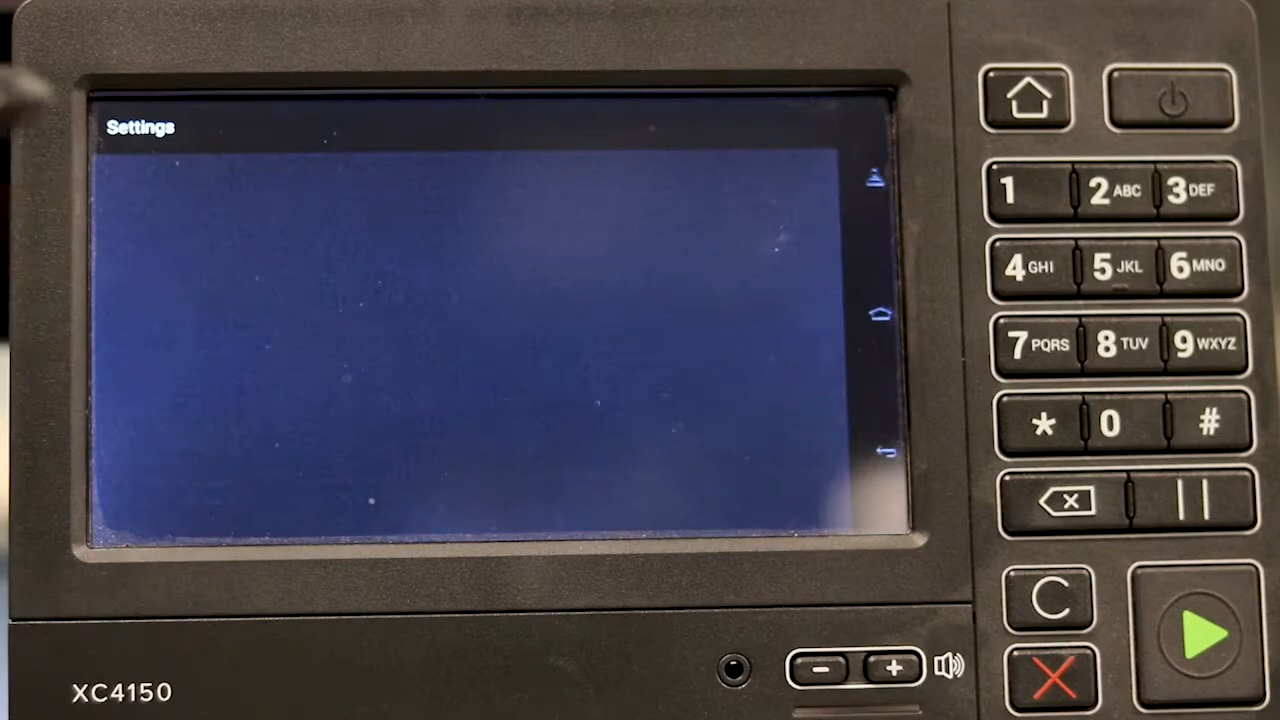 Settings
1 2 ABC 3 DEF
4 GHI 5 JKL 6 MNO
7 PQRS 8 TUV 9 WXYZ
* 0 #
C
- +
XC4150